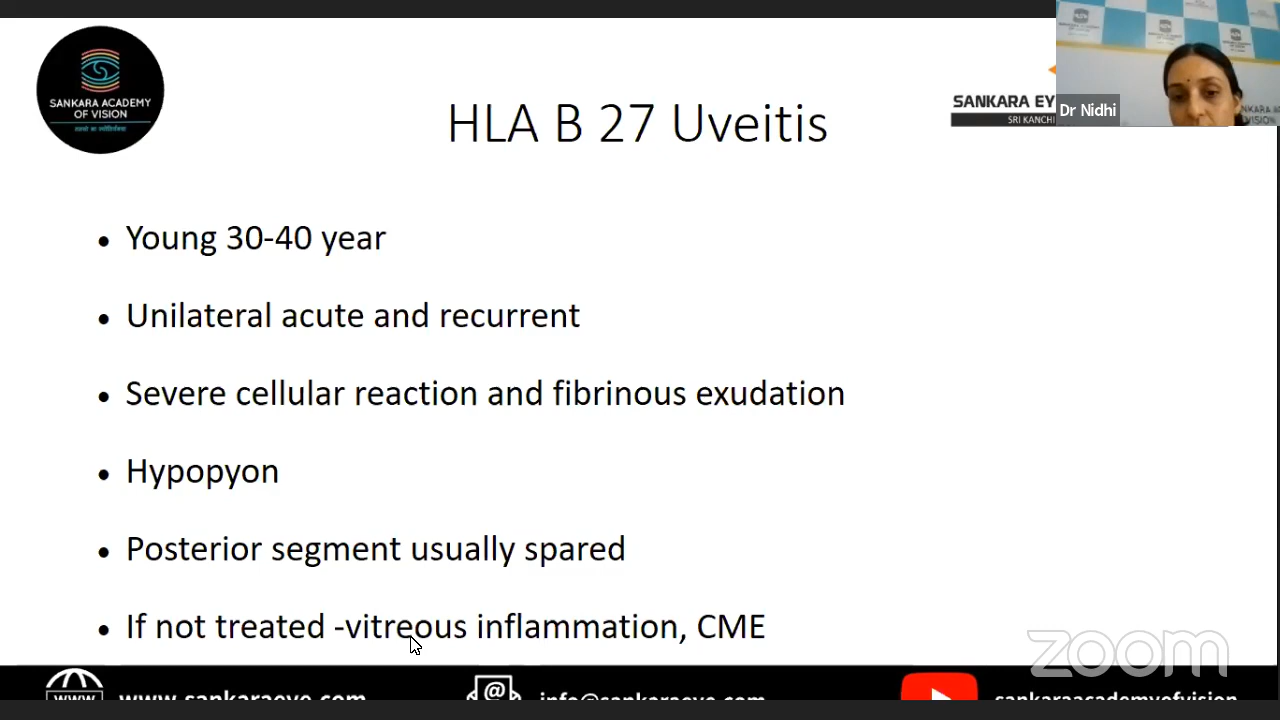 SANKARA ACADEMY
OF VISION
SANKARA EY
SRI KANCHI
Dr Nidhi
HLA B 27 Uveitis
• Young 30-40 year
• Unilateral acute and recurrent
• Severe cellular reaction and fibrinous exudation
• Hypopyon
• Posterior segment usually spared
• If not treated -vitreous inflammation, CME
zoom
www
www.sankaraeye.com
@
info@sankaraeye.com
sankaraacademyofvision